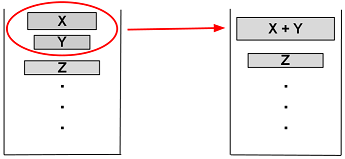 X
Y
Z
.
.
.
X + Y
Z
.
.
.